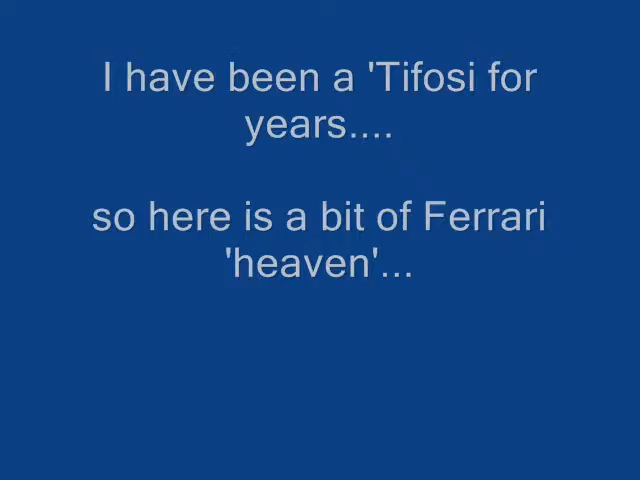 I have been a 'Tifosi for
years....
so here is a bit of Ferrari
'heaven'...